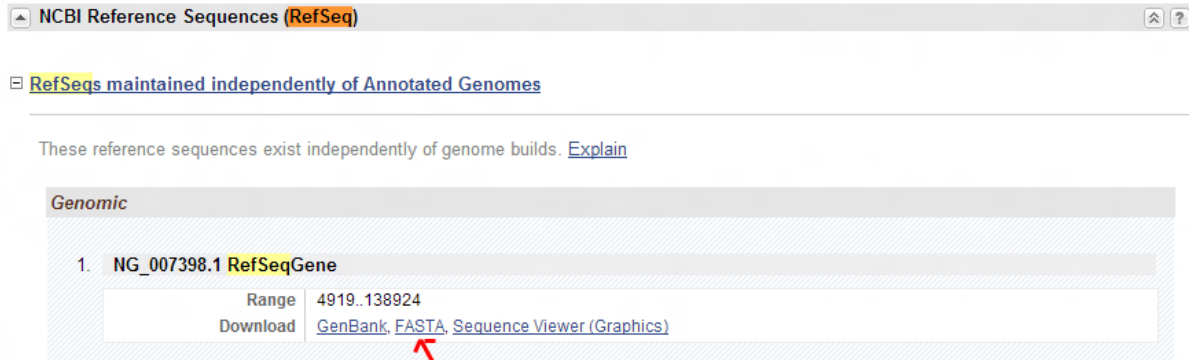 NCBI Reference Sequences (RefSeq)
?
RefSeqs maintained independently of Annotated Genomes
These reference sequences exist independently of genome builds. Explain
Genomic
1. NG_007398.1 RefSeqGene
Range 4919..138924
Download GenBank, FASTA, Sequence Viewer (Graphics)